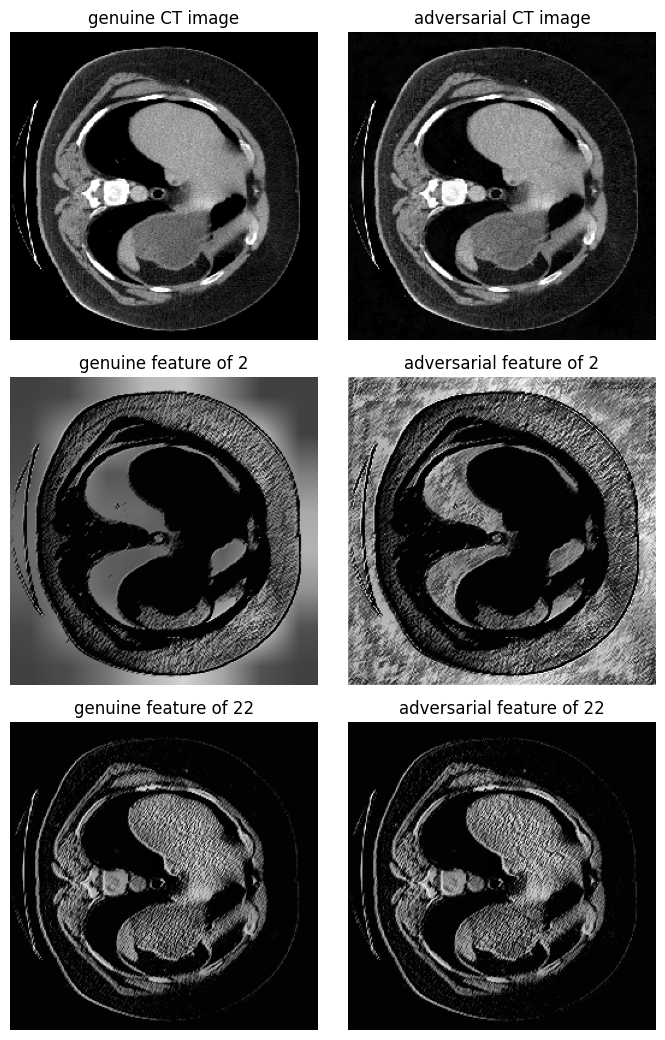 genuine CT image
adversarial CT image
genuine feature of 2
adversarial feature of 2
genuine feature of 22
adversarial feature of 22